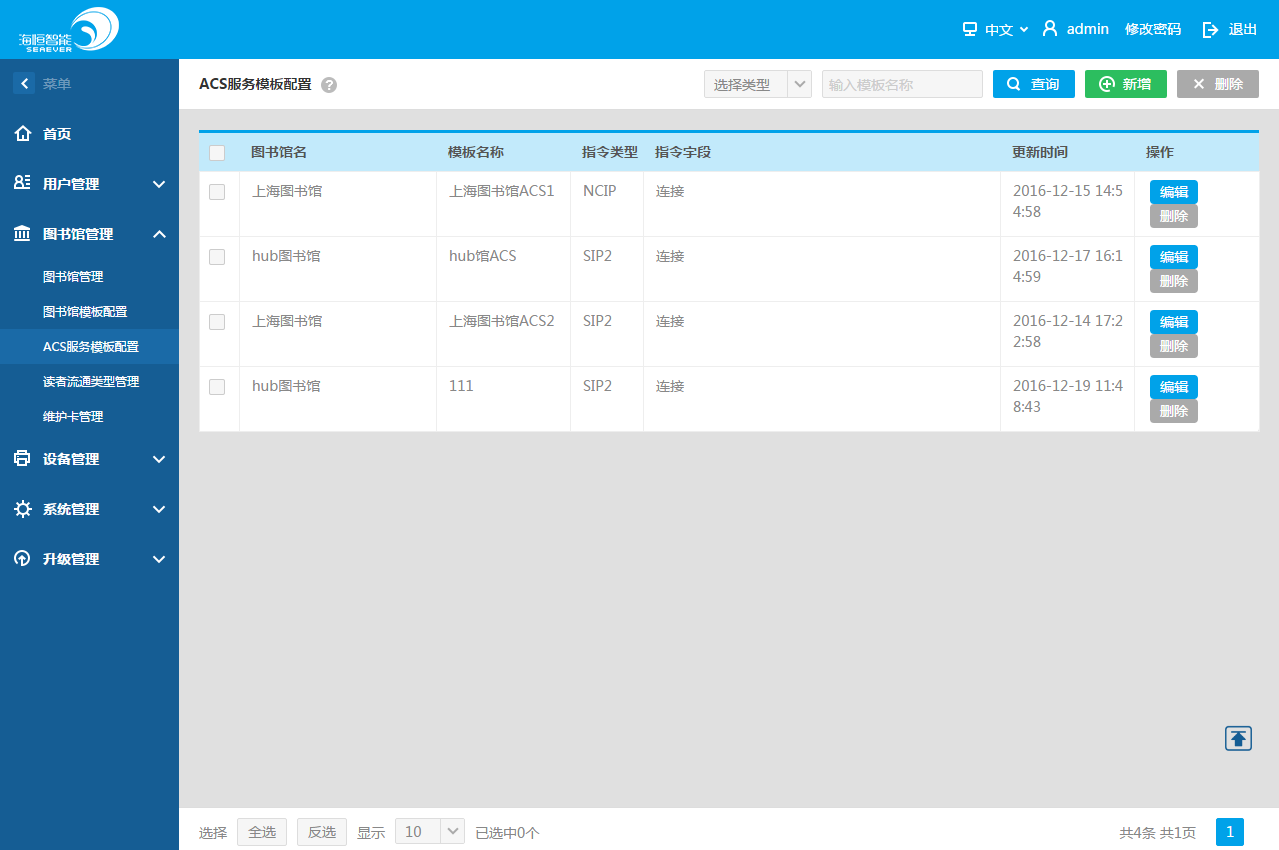 海恒智能
SEAEVER
中文 admin 修改密码 退出
菜单
首页
用户管理
图书馆管理
图书馆管理
图书馆模板配置
ACS服务模板配置
读者流通类型管理
维护卡管理
设备管理
系统管理
升级管理
ACS服务模板配置 ? 选择类型 输入模板名称 查询 新增 删除
图书馆名 模板名称 指令类型 指令字段 更新时间 操作
上海图书馆 上海图书馆ACS1 NCIP 连接 2016-12-15 14:5 编辑
4:58 删除
hub图书馆 hub馆ACS SIP2 连接 2016-12-17 16:1 编辑
4:59 删除
上海图书馆 上海图书馆ACS2 SIP2 连接 2016-12-14 17:2 编辑
2:58 删除
hub图书馆 111 SIP2 连接 2016-12-19 11:4 编辑
8:43 删除
选择 全选 反选 显示 10 已选中0个 共4条 共1页 1